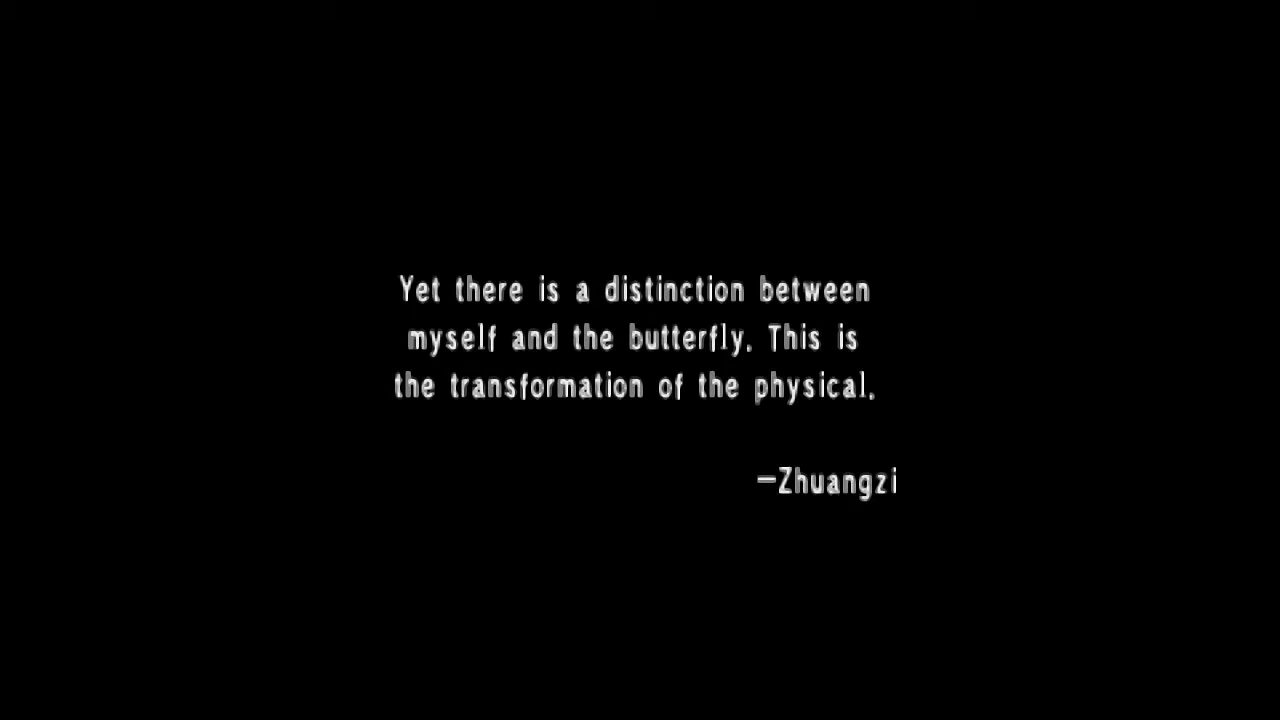 Yet there is a distinction between
myself and the butterfly. This is
the transformation of the physical.
—Zhuangzi